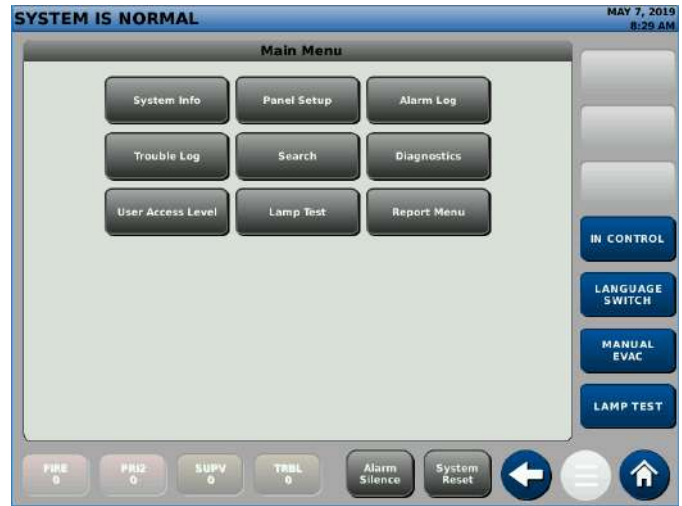 SYSTEM IS NORMAL
MAY 7, 2019
8:29 AM
Main Menu
System Info
Panel Setup
Alarm Log
Trouble Log
Search
Diagnostics
User Access Level
Lamp Test
Report Menu
IN CONTROL
LANGUAGE
SWITCH
MANUAL
EVAC
LAMP TEST
FIRE
0
PRI2
0
SUPV
0
TRBL
0
Alarm
Silence
System
Reset